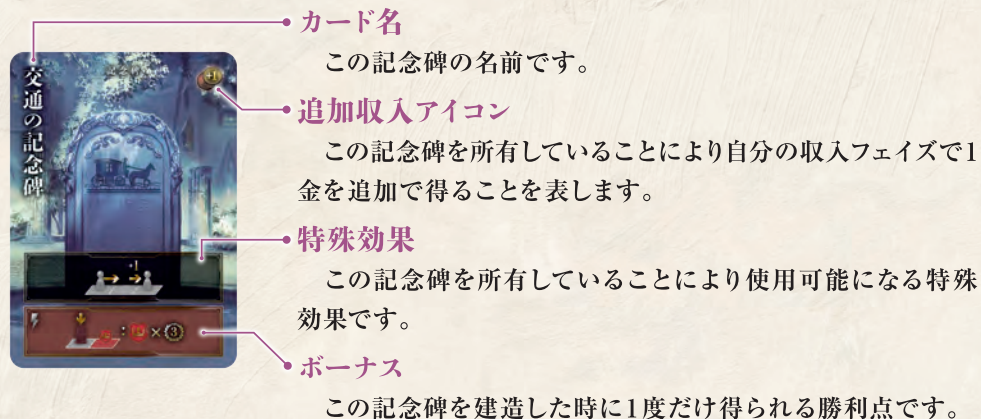 カード名
この記念碑の名前です。
交通の記念碑
+1
追加収入アイコン
この記念碑を所有していることにより自分の収入フェイズで1
金を追加で得ることを表します。
特殊効果
この記念碑を所有していることにより使用可能になる特殊
効果です。
+1
: ×3
ボーナス
この記念碑を建造した時に1度だけ得られる勝利点です。